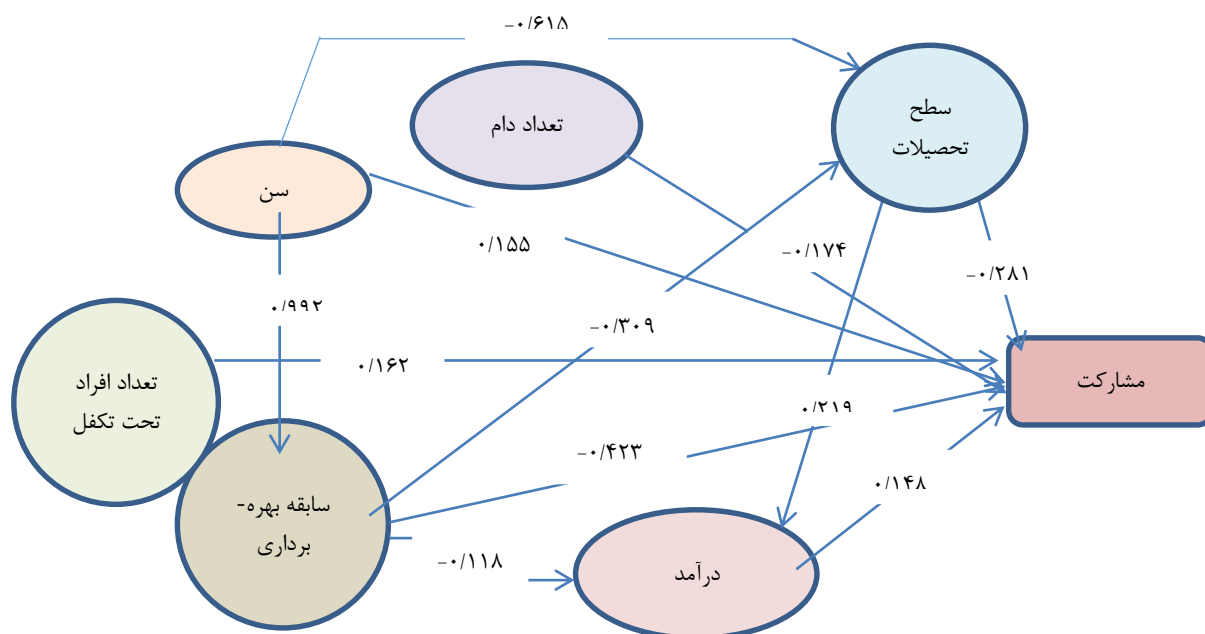 -۰/۶۱۵
سطح
تحصیلات
تعداد دام
سن
۰/۱۵۵
-۰/۱۷۴
-۰/۲۸۱
۰/۹۹۲
-۰/۳۰۹
۰/۱۶۲
تعداد افراد
تحت تکفل
مشارکت
۰/۲۱۹
-۰/۴۲۳
۰/۱۴۸
سابقه بهره-
برداری
-۰/۱۱۸
درآمد